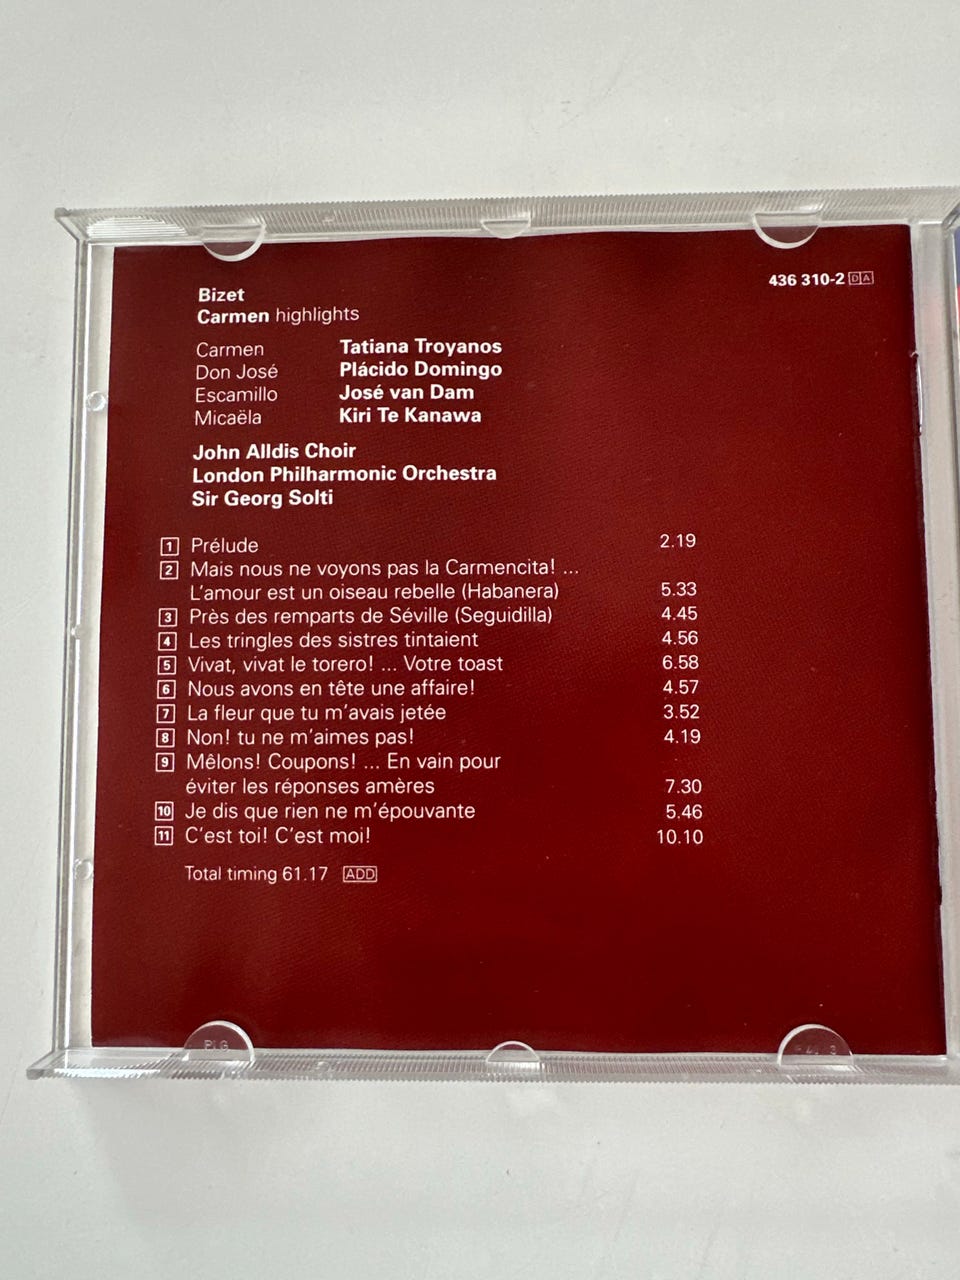 436 310-2 DA
Bizet
Carmen highlights
Carmen Tatiana Troyanos
Don José Plácido Domingo
Escamillo José van Dam
Micaëla Kiri Te Kanawa
John Alldis Choir
London Philharmonic Orchestra
Sir Georg Solti
1 Prélude 2.19
2 Mais nous ne voyons pas la Carmencita! ...
L'amour est un oiseau rebelle (Habanera) 5.33
3 Près des remparts de Séville (Seguidilla) 4.45
4 Les tringles des sistres tintaient 4.56
5 Vivat, vivat le torero! ... Votre toast 6.58
6 Nous avons en tête une affaire! 4.57
7 La fleur que tu m'avais jetée 3.52
8 Non! tu ne m'aimes pas! 4.19
9 Mêlons! Coupons! ... En vain pour
éviter les réponses amères 7.30
10 Je dis que rien ne m'épouvante 5.46
11 C'est toi! C'est moi! 10.10
Total timing 61.17 ADD
PLG